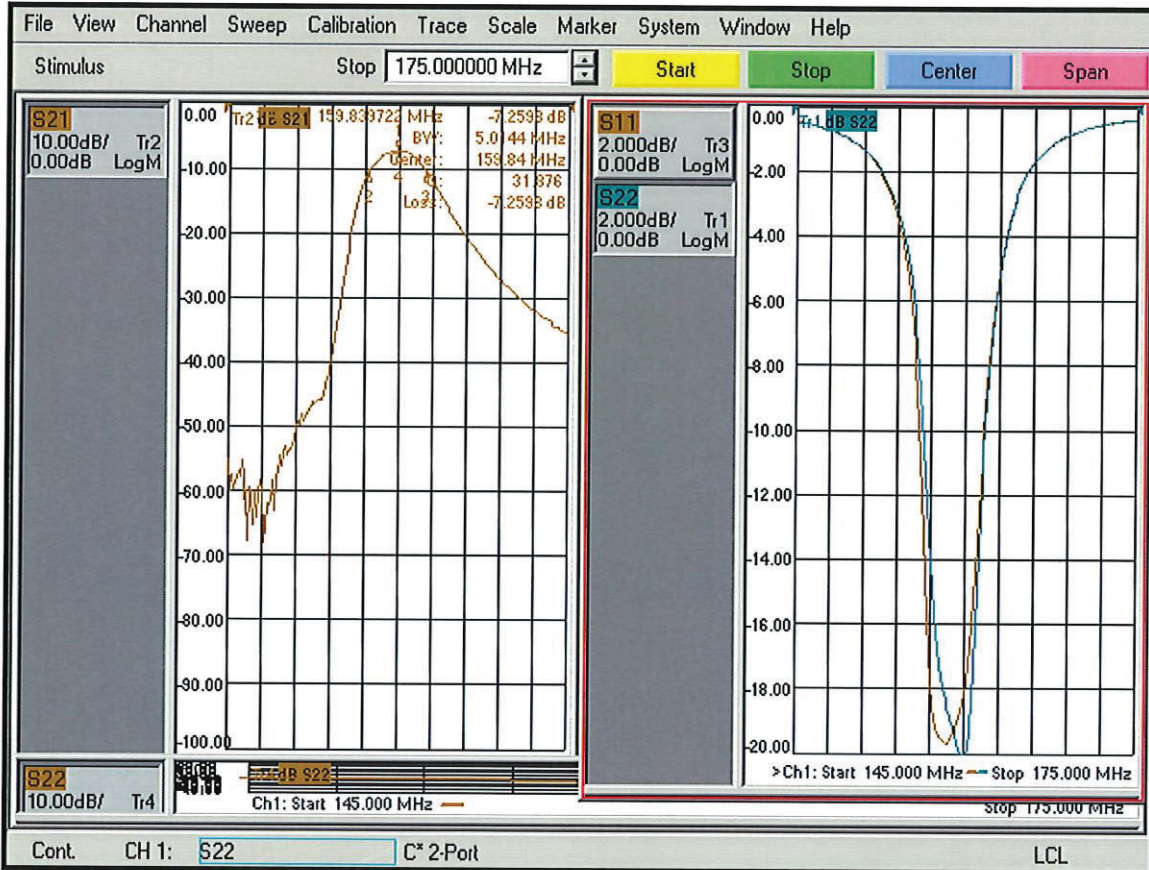 File View Channel Sweep Calibration Trace Scale Marker System Window Help
Stimulus Stop 175.000000 MHz Start Stop Center Span
S21
10.00dB/ Tr2
0.00dB LogM
0.00
-10.00
-20.00
-30.00
-40.00
-50.00
-60.00
-70.00
-80.00
-90.00
-100.00
Tr2 dB S21 159.839722 MHz -7.2593 dB
BW: 5.0144 MHz
Center: 159.84 MHz
31.876
Loss: -7.2593 dB
S11
2.000dB/ Tr3
0.00dB LogM
S22
2.000dB/ Tr1
0.00dB LogM
0.00
-2.00
-4.00
-6.00
-8.00
-10.00
-12.00
-14.00
-16.00
-18.00
-20.00
Tr1 dB S22
>Ch1: Start 145.000 MHz Stop 175.000 MHz
S22
10.00dB/ Tr4
dB S22
Ch1: Start 145.000 MHz
Stop 175.000 MHz
Cont. CH 1: S22 C* 2-Port LCL